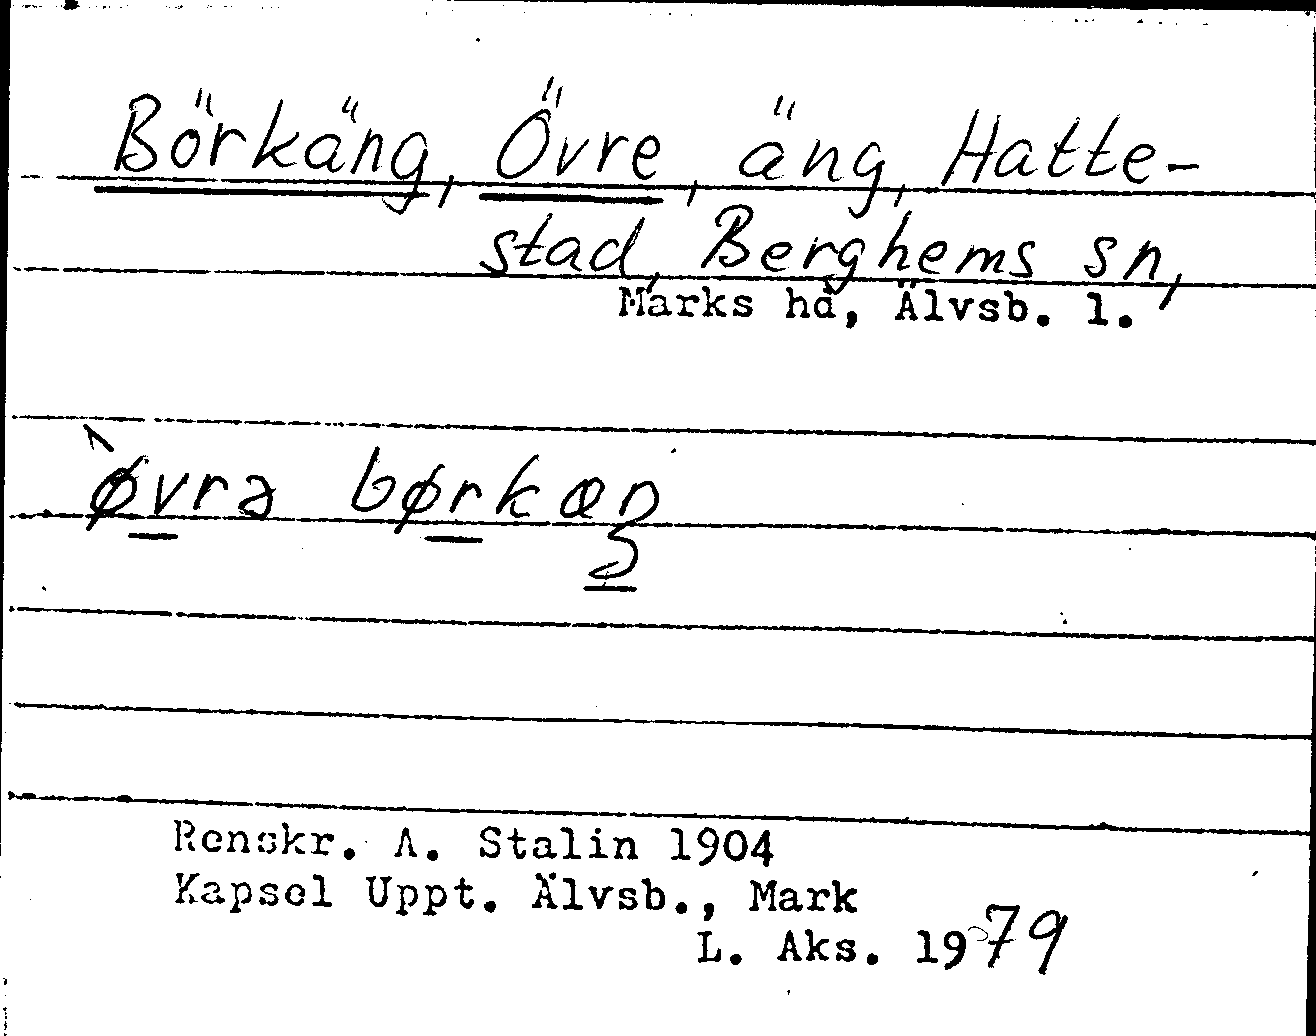 Börkäng, Övre, äng, Hatte-
stad, Berghems sn,
Marks hd, Älvsb. l.
`øvrə børkæŋ
Renskr. A. Stalin 1904
Kapsel Uppt. Älvsb., Mark
L. Aks. 1979